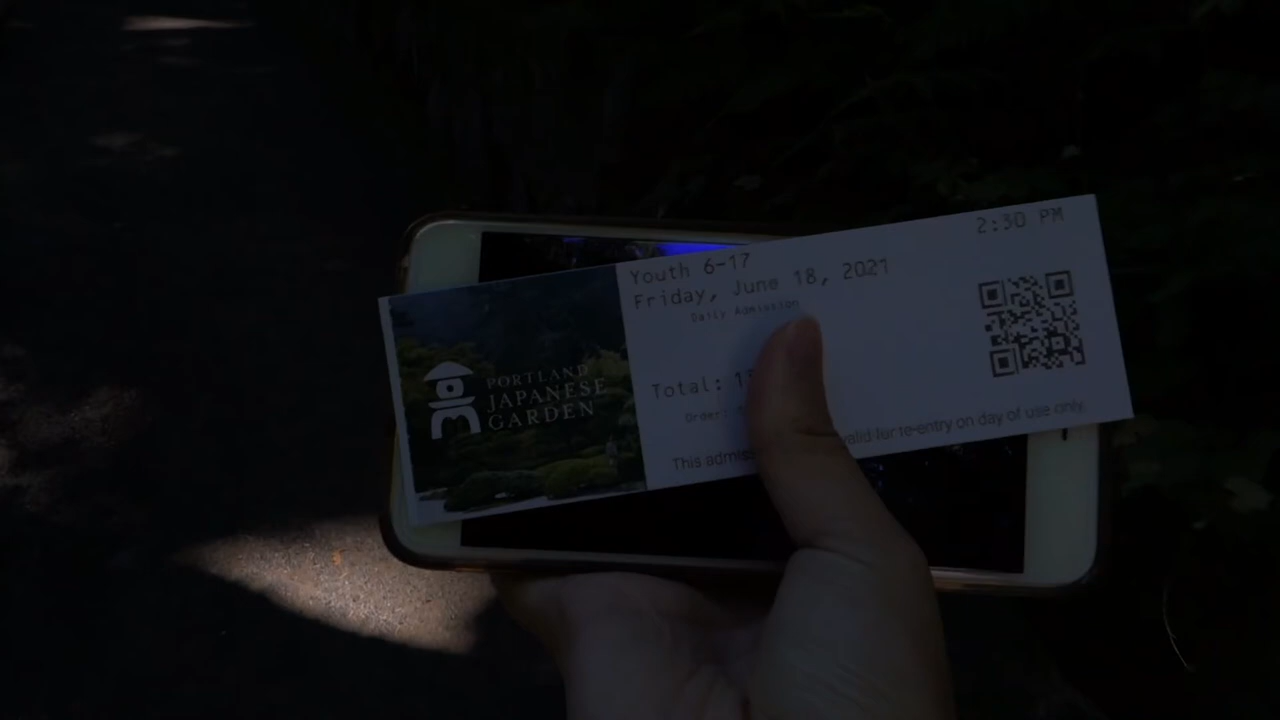 2:30 PM
Youth 6-17
Friday, June 18, 2021
Daily Admission
PORTLAND
JAPANESE
GARDEN
Total:
Order:
This valid for re-entry on day of use only.